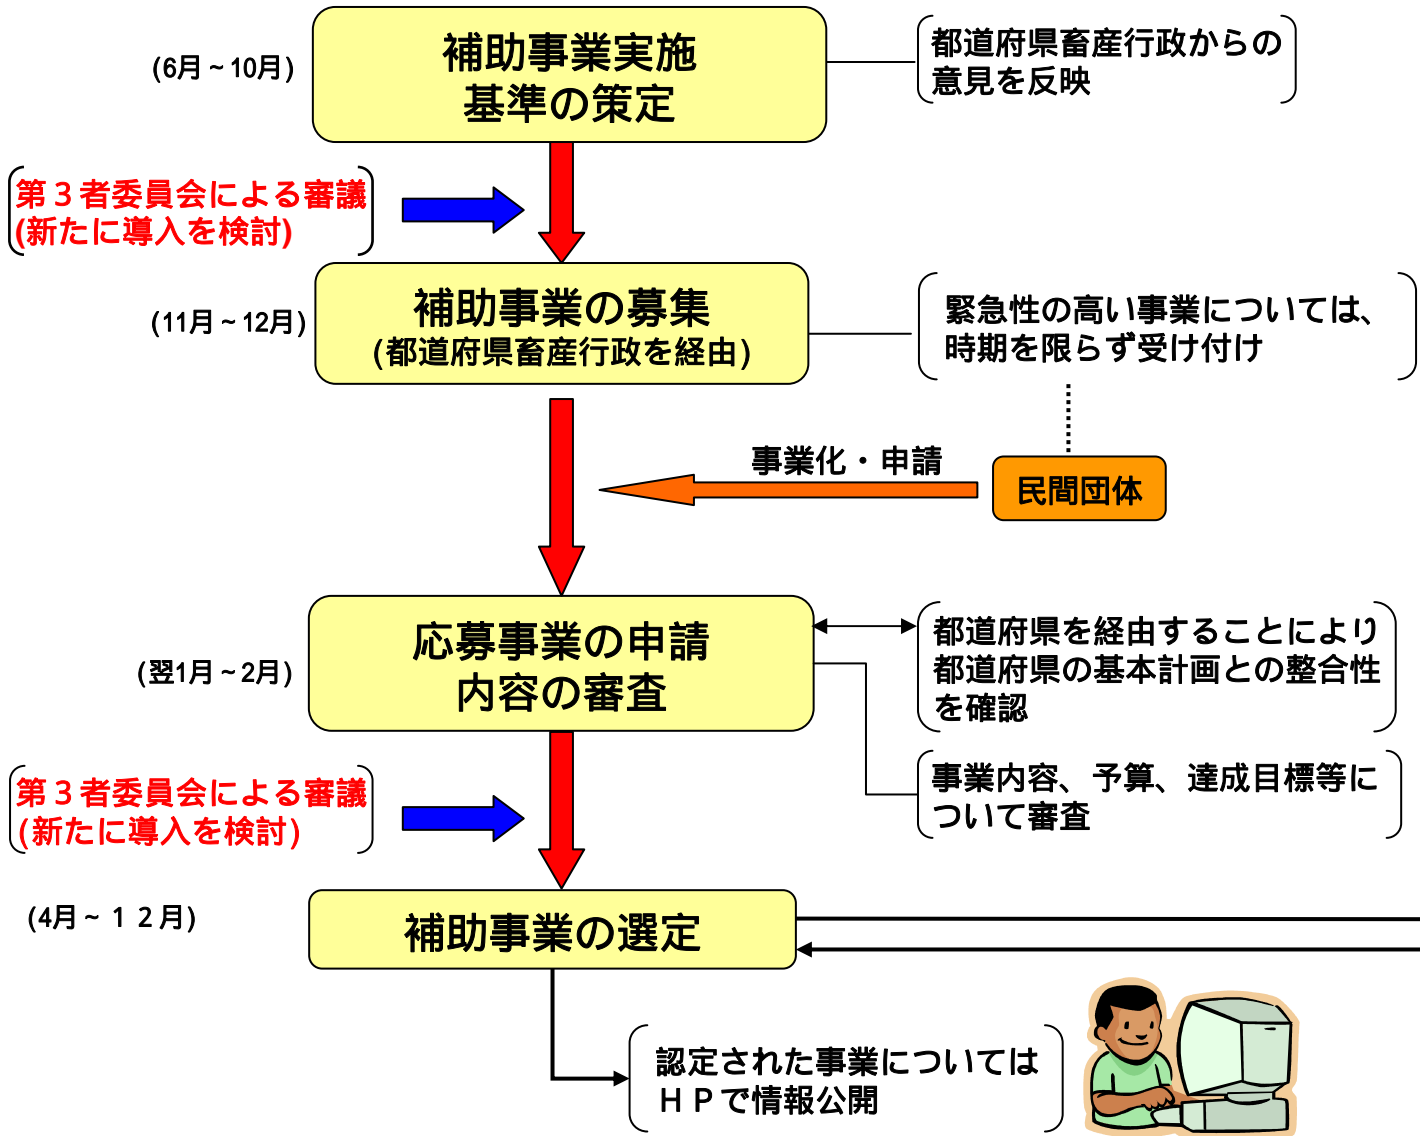 (6月～10月)
補助事業実施
基準の策定
都道府県畜産行政からの
意見を反映
第３者委員会による審議
(新たに導入を検討)
(11月～12月)
補助事業の募集
(都道府県畜産行政を経由)
緊急性の高い事業については、
時期を限らず受け付け
事業化・申請
民間団体
(翌1月～2月)
応募事業の申請
内容の審査
都道府県を経由することにより
都道府県の基本計画との整合性
を確認
事業内容、予算、達成目標等に
ついて審査
第３者委員会による審議
(新たに導入を検討)
(4月～１２月)
補助事業の選定
認定された事業については
ＨＰで情報公開